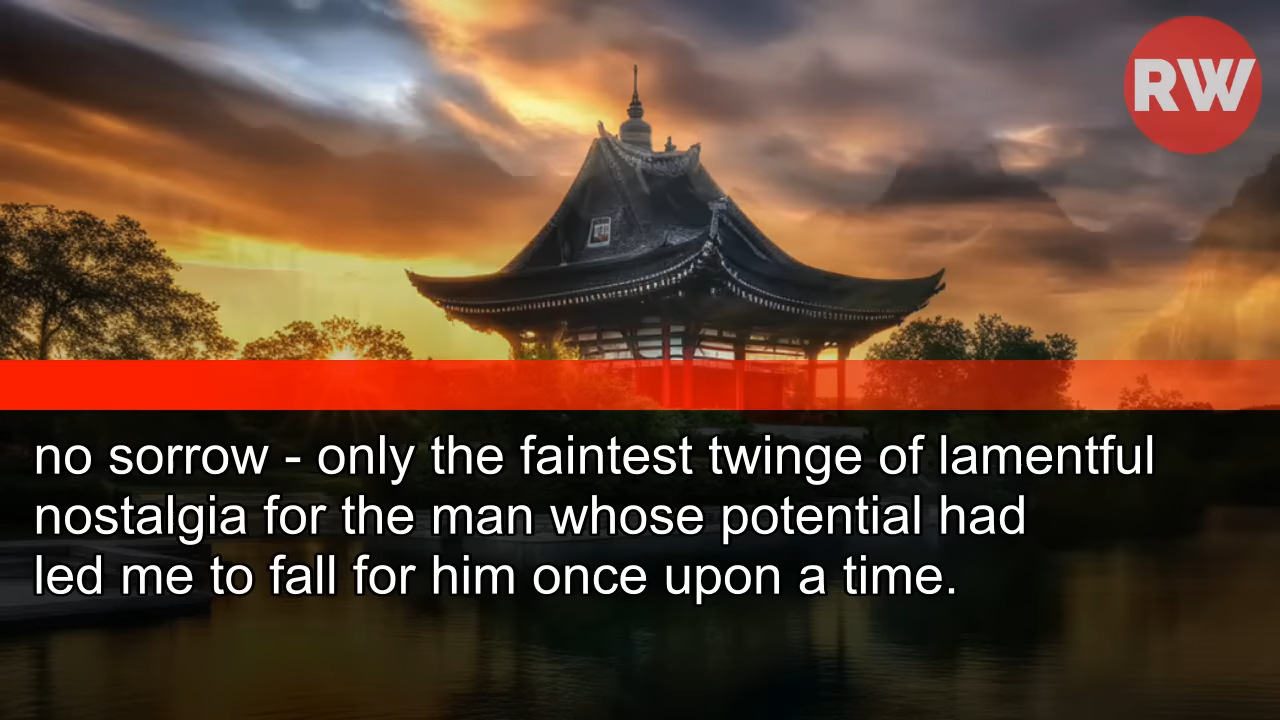 RW
no sorrow - only the faintest twinge of lamentful
nostalgia for the man whose potential had
led me to fall for him once upon a time.